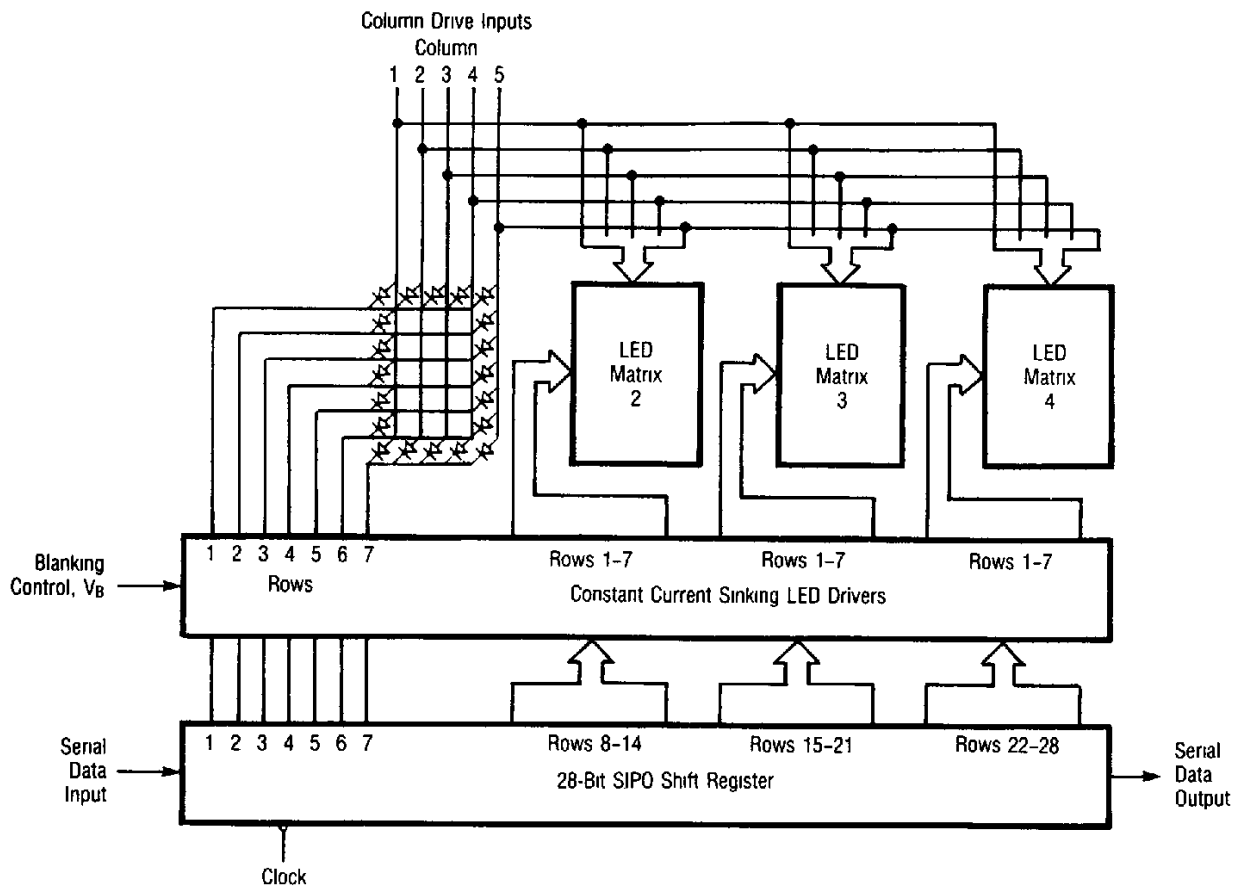 Column Drive Inputs
Column
1 2 3 4 5
LED
Matrix
2
LED
Matrix
3
LED
Matrix
4
Blanking
Control, VB
1 2 3 4 5 6 7
Rows
Rows 1-7
Rows 1-7
Rows 1-7
Constant Current Sinking LED Drivers
Serial
Data
Input
1 2 3 4 5 6 7
Rows 8-14
Rows 15-21
Rows 22-28
28-Bit SIPO Shift Register
Serial
Data
Output
Clock